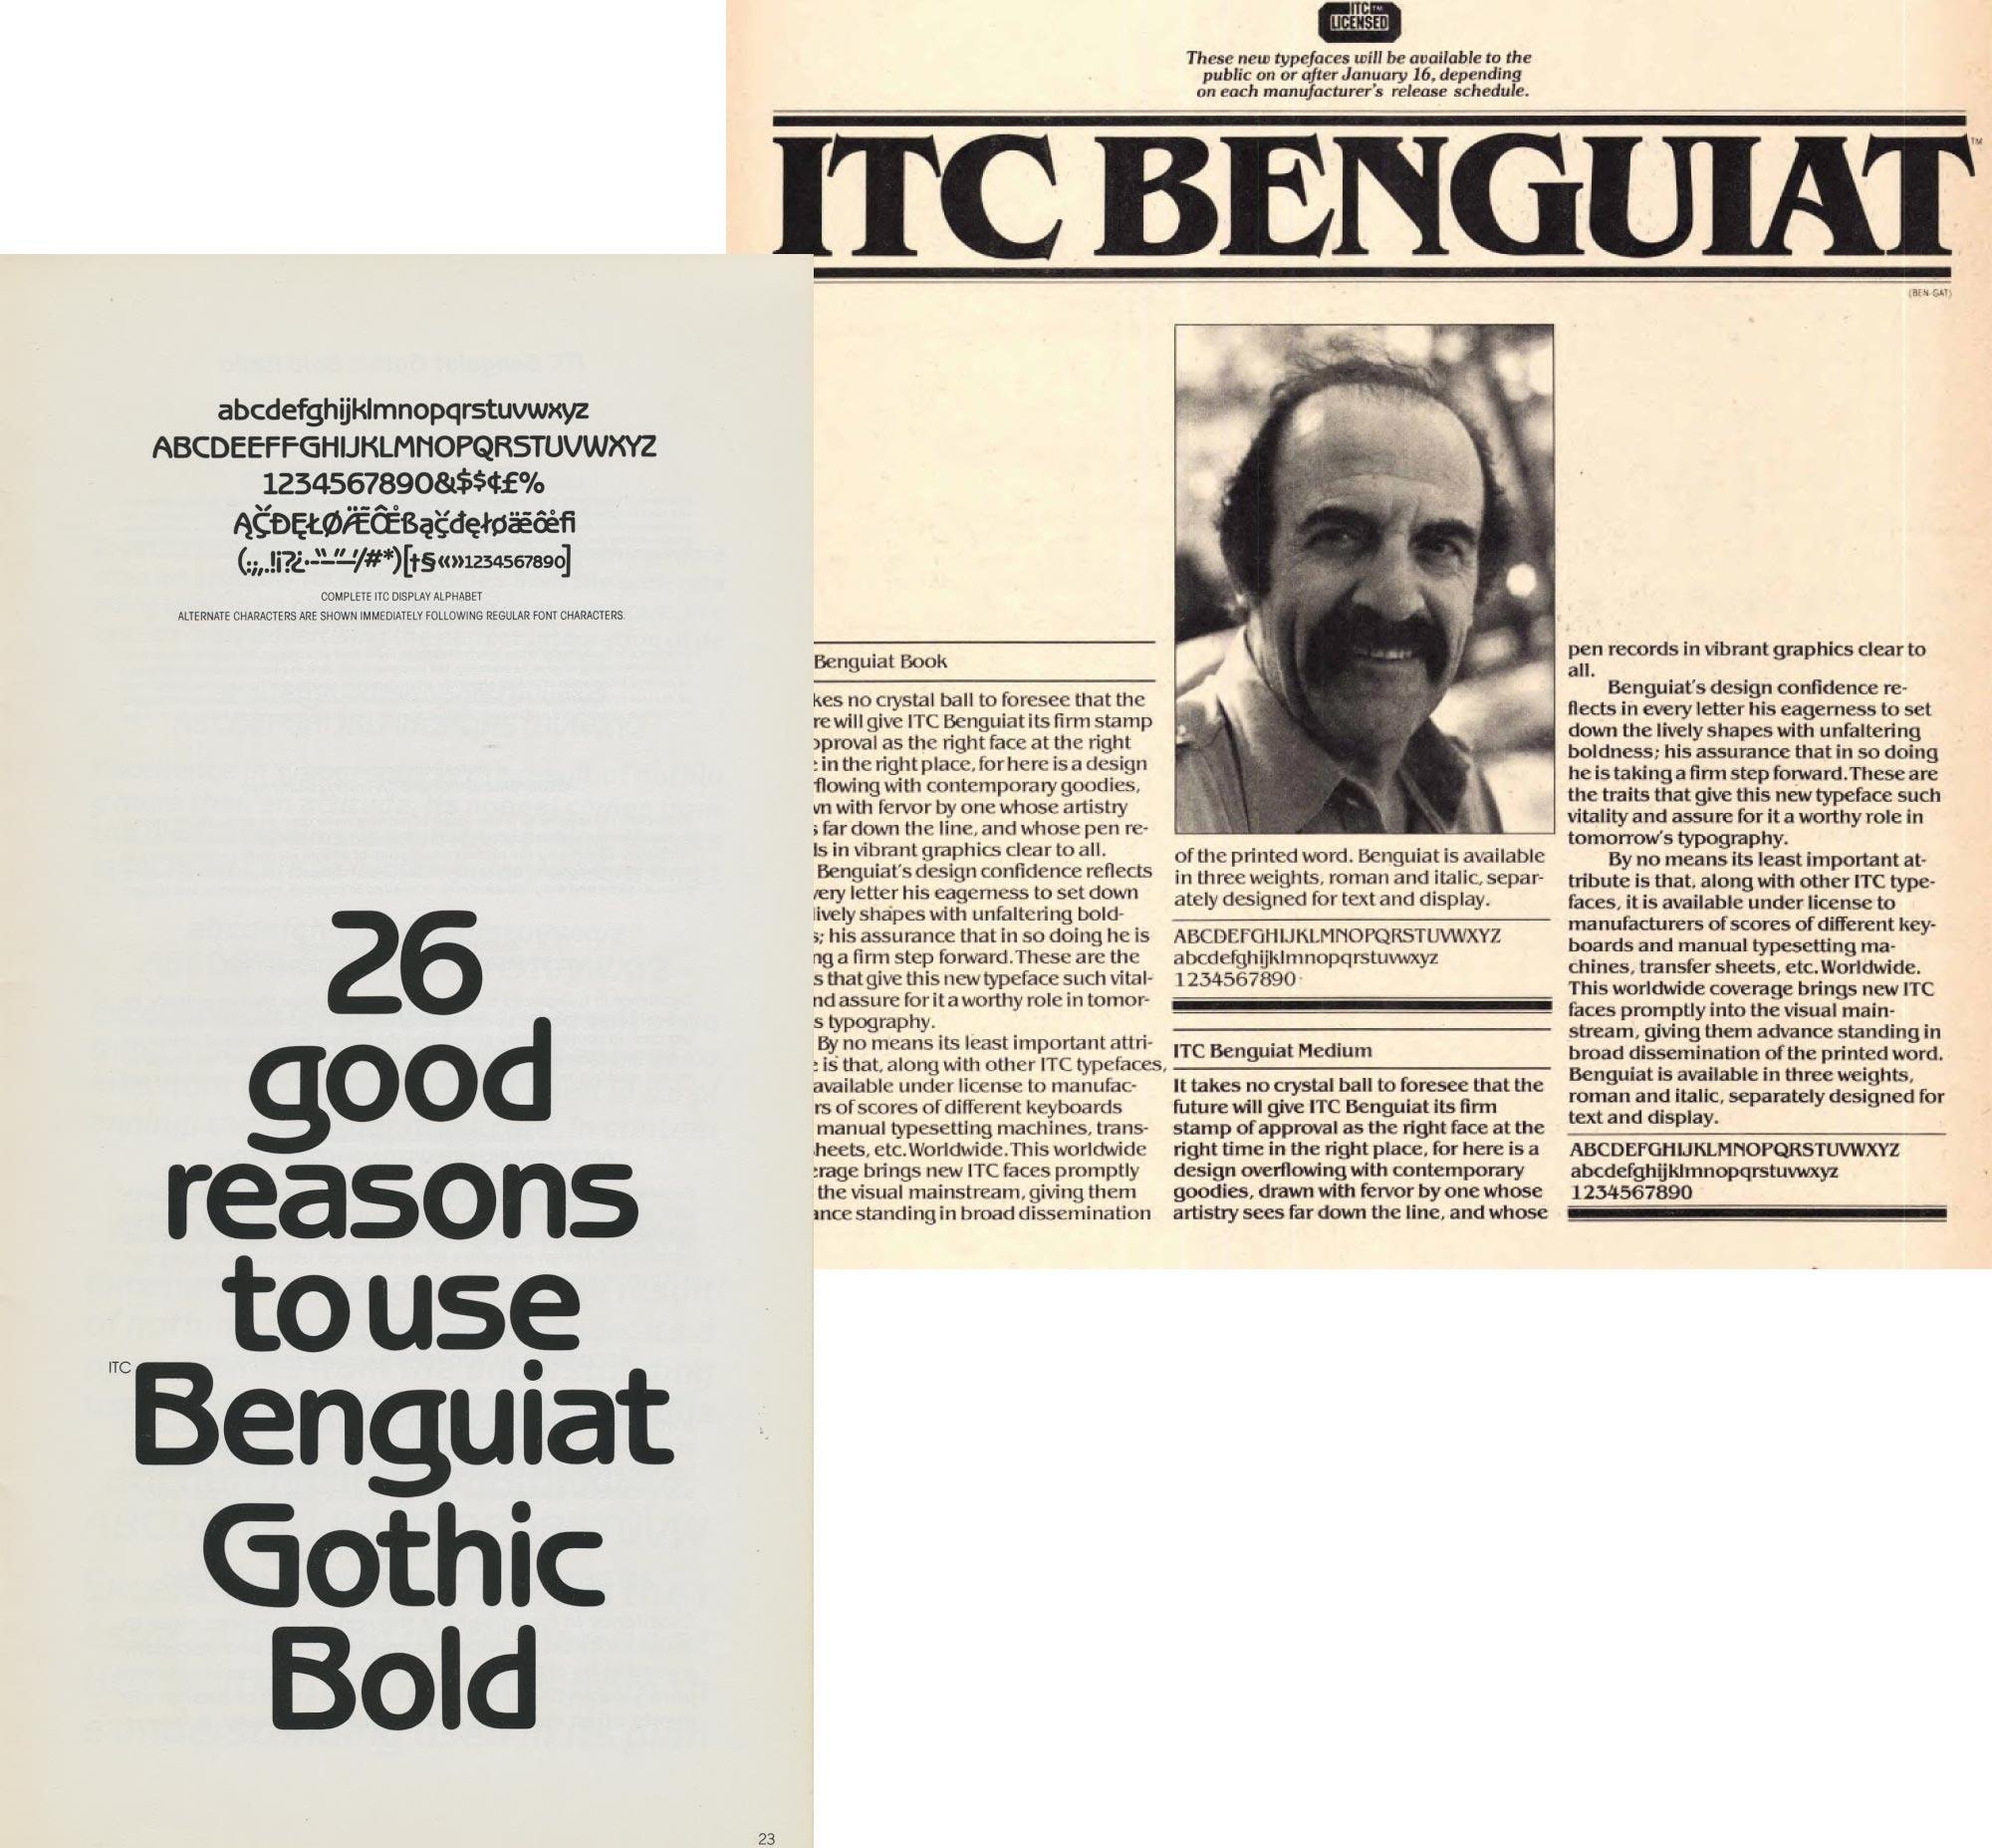 ITC™
LICENSED
These new typefaces will be available to the
public on or after January 16, depending
on each manufacturer's release schedule.
ITC BENGUIAT™
(BEN-GAT)
Benguiat Book
no crystal ball to foresee that the
will give ITC Benguiat its firm stamp
as the right face at the right
in the right place, for here is a design
with contemporary goodies,
with fervor by one whose artistry
far down the line, and whose pen re-
in vibrant graphics clear to all.
Benguiat's design confidence reflects
letter his eagerness to set down
lively shapes with unfaltering bold-
his assurance that in so doing he is
a firm step forward. These are the
that give this new typeface such vital-
assure for it a worthy role in tomor-
typography.
By no means its least important attri-
is that, along with other ITC typefaces,
available under license to manufac-
of scores of different keyboards
manual typesetting machines, trans-
etc. Worldwide. This worldwide
brings new ITC faces promptly
the visual mainstream, giving them
standing in broad dissemination
of the printed word. Benguiat is available
in three weights, roman and italic, separ-
ately designed for text and display.
ABCDEFGHIJKLMNOPQRSTUVWXYZ
abcdefghijklmnopqrstuvwxyz
1234567890
ITC Benguiat Medium
It takes no crystal ball to foresee that the
future will give ITC Benguiat its firm
stamp of approval as the right face at the
right time in the right place, for here is a
design overflowing with contemporary
goodies, drawn with fervor by one whose
artistry sees far down the line, and whose
pen records in vibrant graphics clear to
all.
Benguiat's design confidence re-
flects in every letter his eagerness to set
down the lively shapes with unfaltering
boldness; his assurance that in so doing
he is taking a firm step forward. These are
the traits that give this new typeface such
vitality and assure for it a worthy role in
tomorrow's typography.
By no means its least important at-
tribute is that, along with other ITC type-
faces, it is available under license to
manufacturers of scores of different key-
boards and manual typesetting ma-
chines, transfer sheets, etc. Worldwide.
This worldwide coverage brings new ITC
faces promptly into the visual main-
stream, giving them advance standing in
broad dissemination of the printed word.
Benguiat is available in three weights,
roman and italic, separately designed for
text and display.
ABCDEFGHIJKLMNOPQRSTUVWXYZ
abcdefghijklmnopqrstuvwxyz
1234567890
abcdefghijklmnopqrstuvwxyz
ABCDEEFFGHIJKLMNOPQRSTUVWXYZ
1234567890&$$¢£%
1234567890]
COMPLETE ITC DISPLAY ALPHABET
ALTERNATE CHARACTERS ARE SHOWN IMMEDIATELY FOLLOWING REGULAR FONT CHARACTERS.
26
good
reasons
to use
ITC Benguiat
Gothic
Bold
23